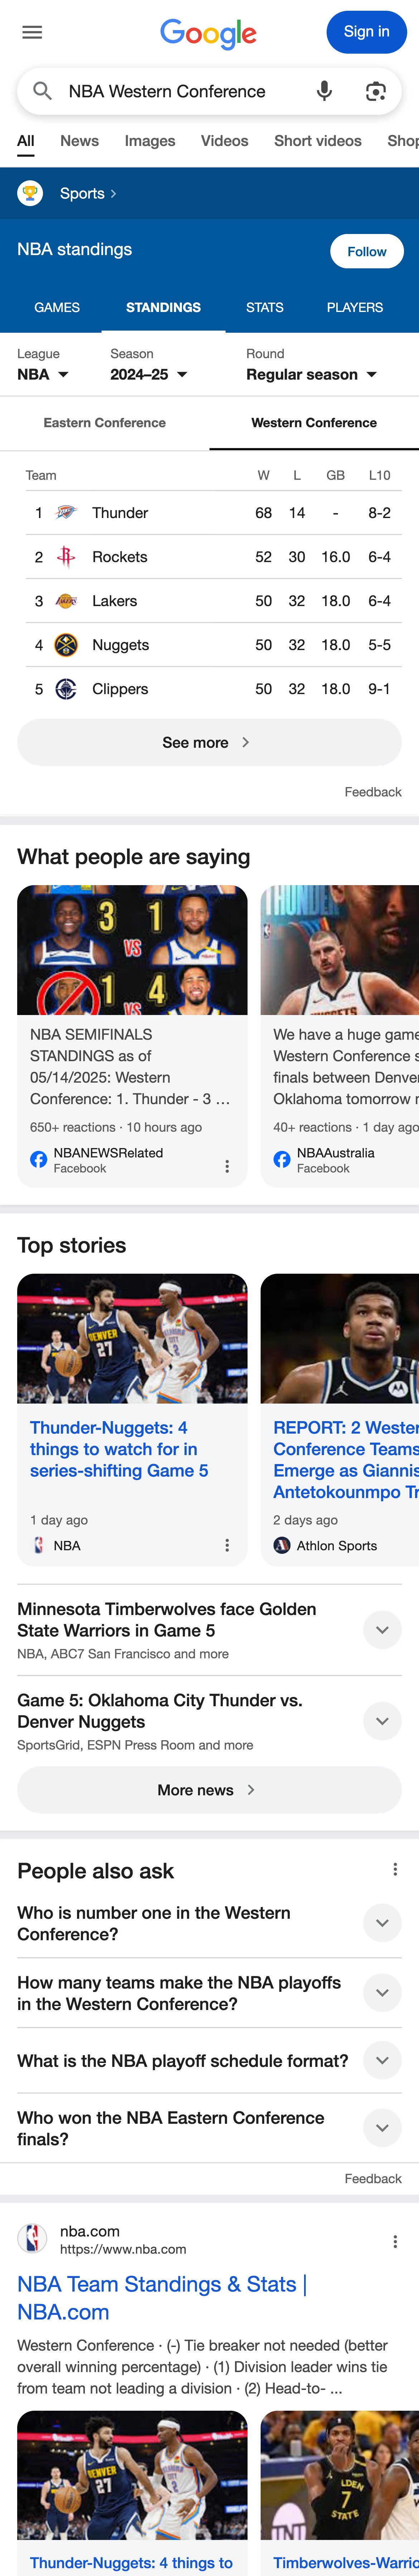 Google
Sign in
NBA Western Conference
All News Images Videos Short videos Shop
Sports
NBA standings
Follow
GAMES STANDINGS STATS PLAYERS
League Season Round
NBA 2024–25 Regular season
Eastern Conference Western Conference
Team W L GB L10
1 Thunder 68 14 - 8-2
2 Rockets 52 30 16.0 6-4
3 Lakers 50 32 18.0 6-4
4 Nuggets 50 32 18.0 5-5
5 Clippers 50 32 18.0 9-1
See more
Feedback
What people are saying
3 1
VS
1 4
VS
NBA SEMIFINALS
STANDINGS as of
05/14/2025: Western
Conference: 1. Thunder - 3 ...
650+ reactions · 10 hours ago
NBANEWSRelated
Facebook
THUNDER
NUGGETS
We have a huge game
Western Conference s
finals between Denve
Oklahoma tomorrow
40+ reactions · 1 day ago
NBAAustralia
Facebook
Top stories
DENVER
27
2
Thunder-Nuggets: 4
things to watch for in
series-shifting Game 5
1 day ago
NBA
REPORT: 2 Wester
Conference Teams
Emerge as Giannis
Antetokounmpo Tr
2 days ago
Athlon Sports
Minnesota Timberwolves face Golden
State Warriors in Game 5
NBA, ABC7 San Francisco and more
Game 5: Oklahoma City Thunder vs.
Denver Nuggets
SportsGrid, ESPN Press Room and more
More news
People also ask
Who is number one in the Western
Conference?
How many teams make the NBA playoffs
in the Western Conference?
What is the NBA playoff schedule format?
Who won the NBA Eastern Conference
finals?
Feedback
nba.com
https://www.nba.com
NBA Team Standings & Stats |
NBA.com
Western Conference · (-) Tie breaker not needed (better
overall winning percentage) · (1) Division leader wins tie
from team not leading a division · (2) Head-to- ...
DENVER
27
2
LDEN
7
STATE
TNT
Thunder-Nuggets: 4 things to
Timberwolves-Warrio